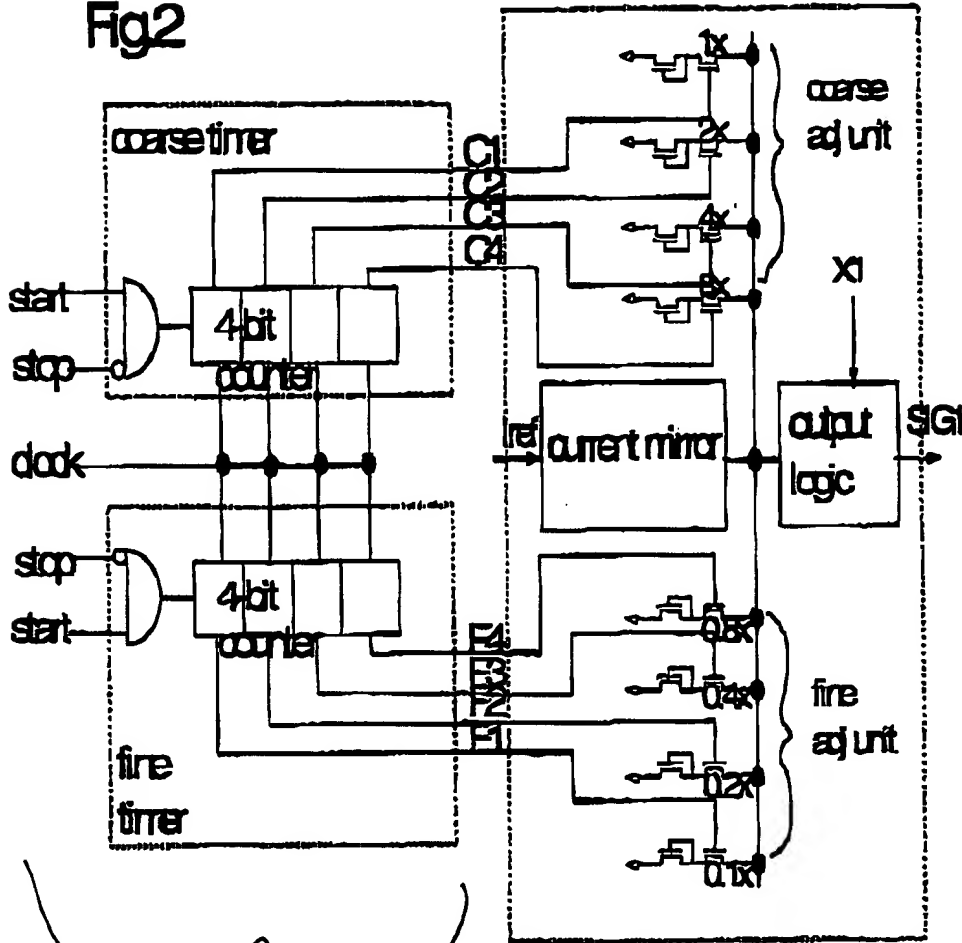 Fig2
coarse timer
C1
C2
C3
C4
start
stop
4-bit
counter
clock
stop
start
4-bit
counter
fine
timer
F4
F3
F2
F1
1x
2x
4x
coarse
adj unit
X1
Iref
current mirror
output
logic
0.8x
0.4x
0.2x
0.1x
fine
adj unit